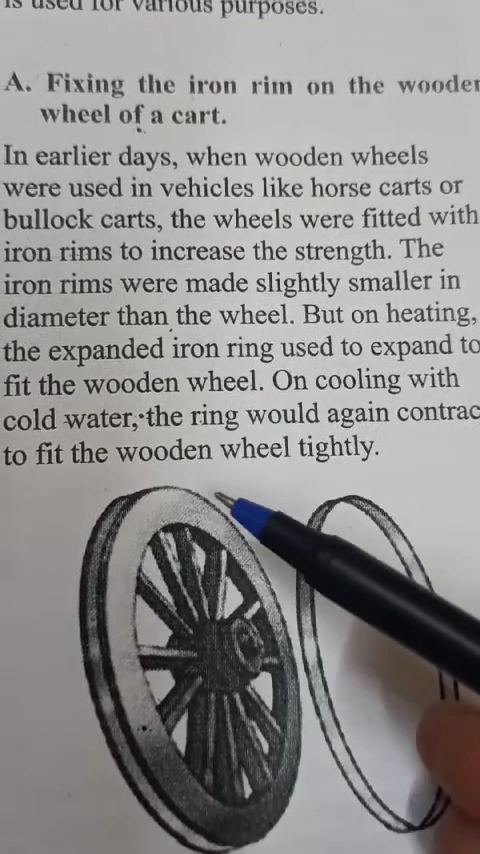 is used for various purposes.
A. Fixing the iron rim on the wooden
wheel of a cart.
In earlier days, when wooden wheels
were used in vehicles like horse carts or
bullock carts, the wheels were fitted with
iron rims to increase the strength. The
iron rims were made slightly smaller in
diameter than the wheel. But on heating,
the expanded iron ring used to expand to
fit the wooden wheel. On cooling with
cold water, the ring would again contrac
to fit the wooden wheel tightly.